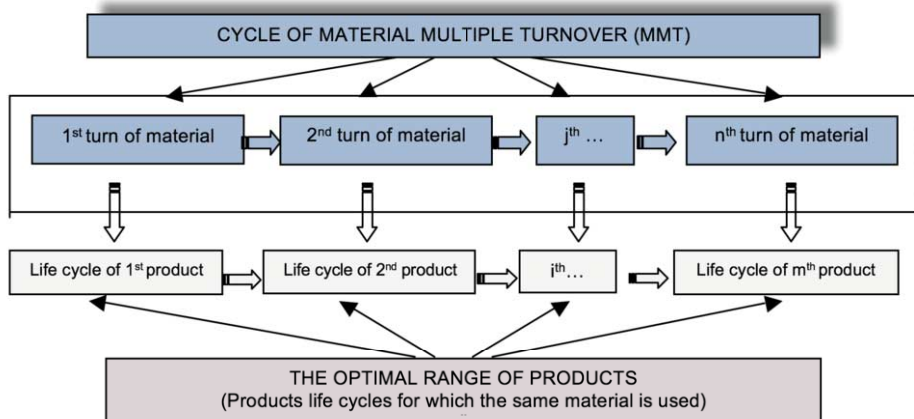 CYCLE OF MATERIAL MULTIPLE TURNOVER (MMT)
1st turn of material
2nd turn of material
jth ...
nth turn of material
Life cycle of 1st product
Life cycle of 2nd product
ith...
Life cycle of mth product
THE OPTIMAL RANGE OF PRODUCTS
(Products life cycles for which the same material is used)